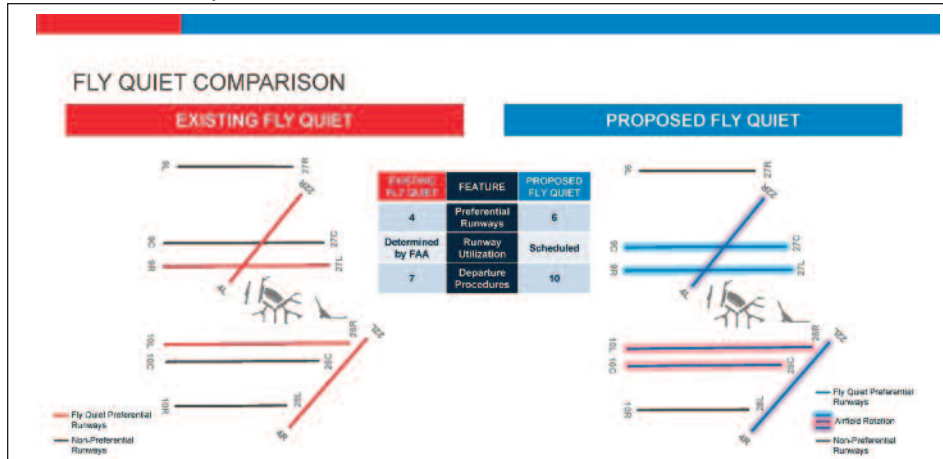 FLY QUIET COMPARISON
EXISTING FLY QUIET
PROPOSED FLY QUIET
9L
27R
22R
9C
27C
9R
27L
4L
28R
22L
10L
10C
28C
10R
28L
4R
Fly Quiet Preferential
Runways
Non-Preferential
Runways
EXISTING
FLY QUIET
FEATURE
PROPOSED
FLY QUIET
4
Preferential
Runways
6
Determined
by FAA
Runway
Utilization
Scheduled
7
Departure
Procedures
10
9L
27R
22R
9C
27C
9R
27L
4L
28R
22L
10L
10C
28C
10R
28L
4R
Fly Quiet Preferential
Runways
Airfield Rotation
Non-Preferential
Runways